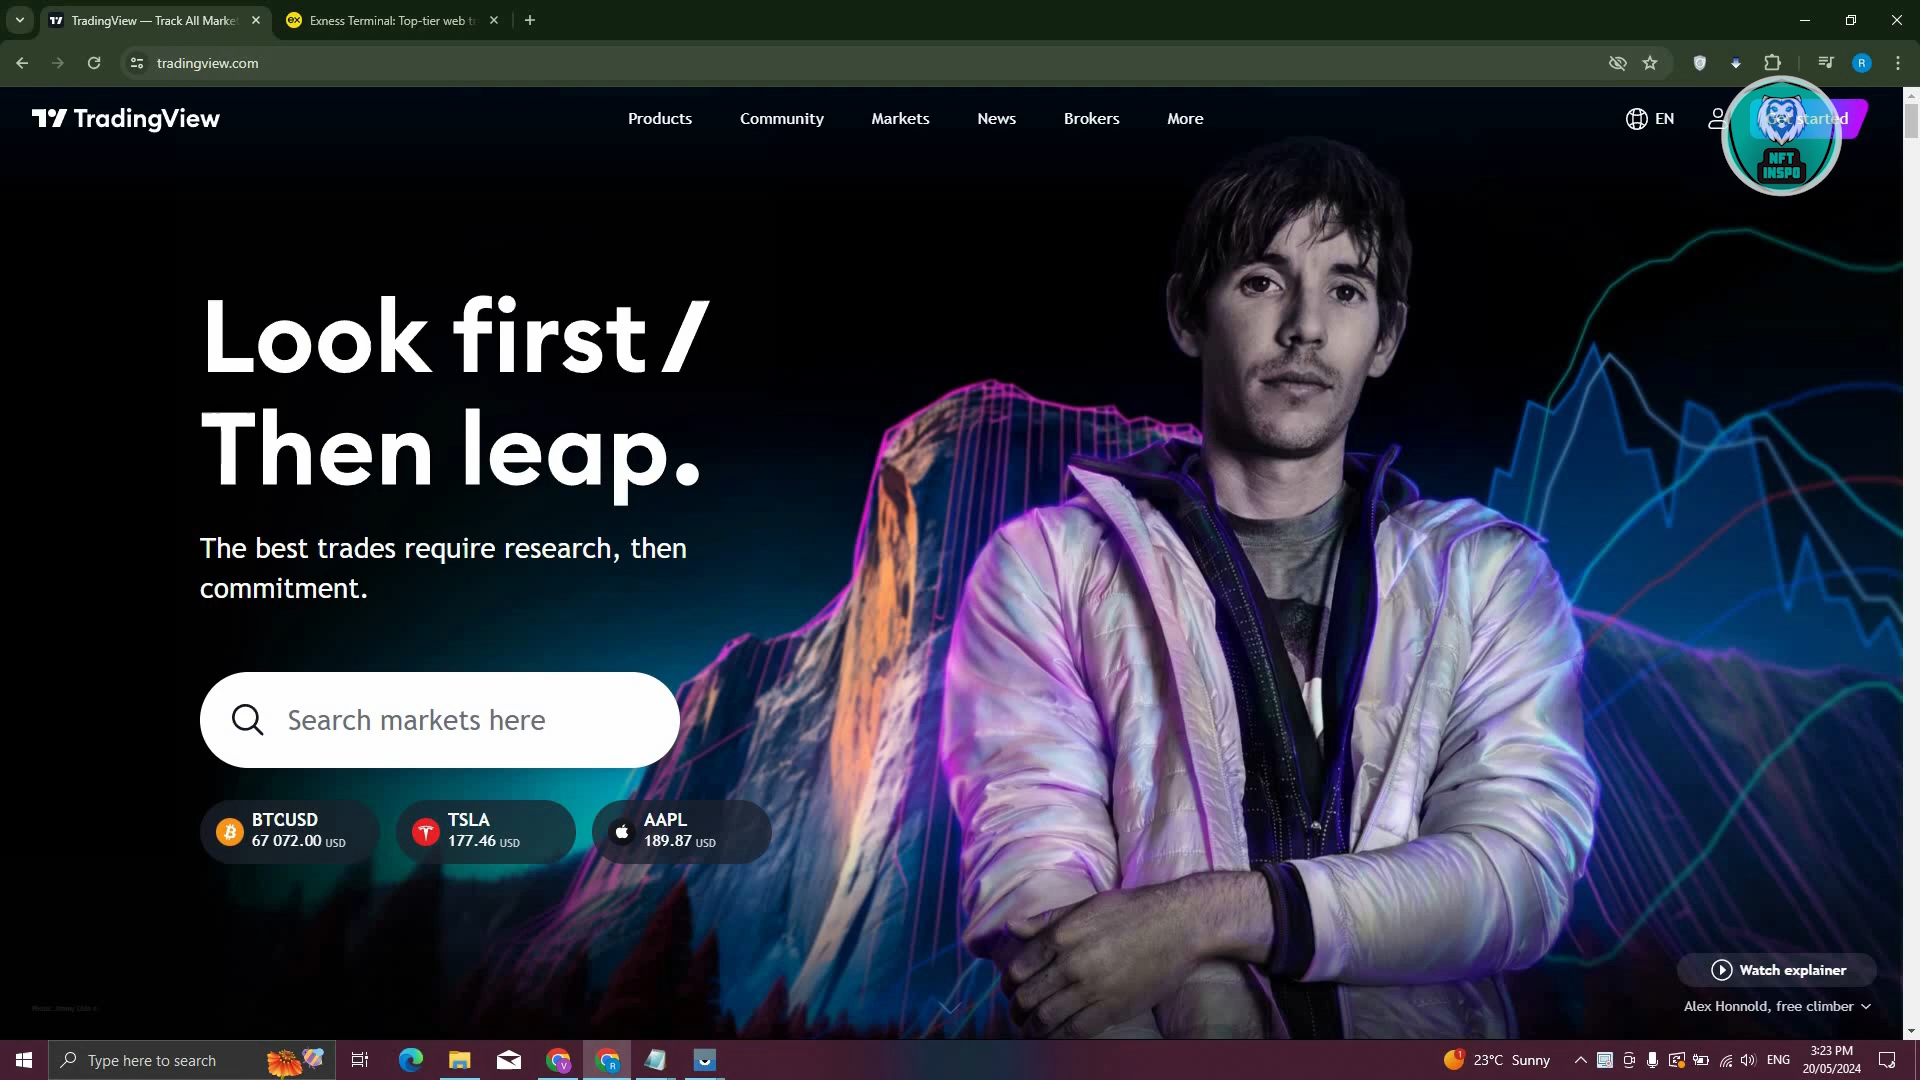 TradingView — Track All Marke
Exness Terminal: Top-tier web t
tradingview.com
R
TradingView
Products
Community
Markets
News
Brokers
More
EN
Get started
NFT
INSPO
Look first /
Then leap.
The best trades require research, then
commitment.
Search markets here
BTCUSD
67 072.00 USD
TSLA
177.46 USD
AAPL
189.87 USD
Watch explainer
Alex Honnold, free climber
Type here to search
23°C Sunny
ENG
3:23 PM
20/05/2024